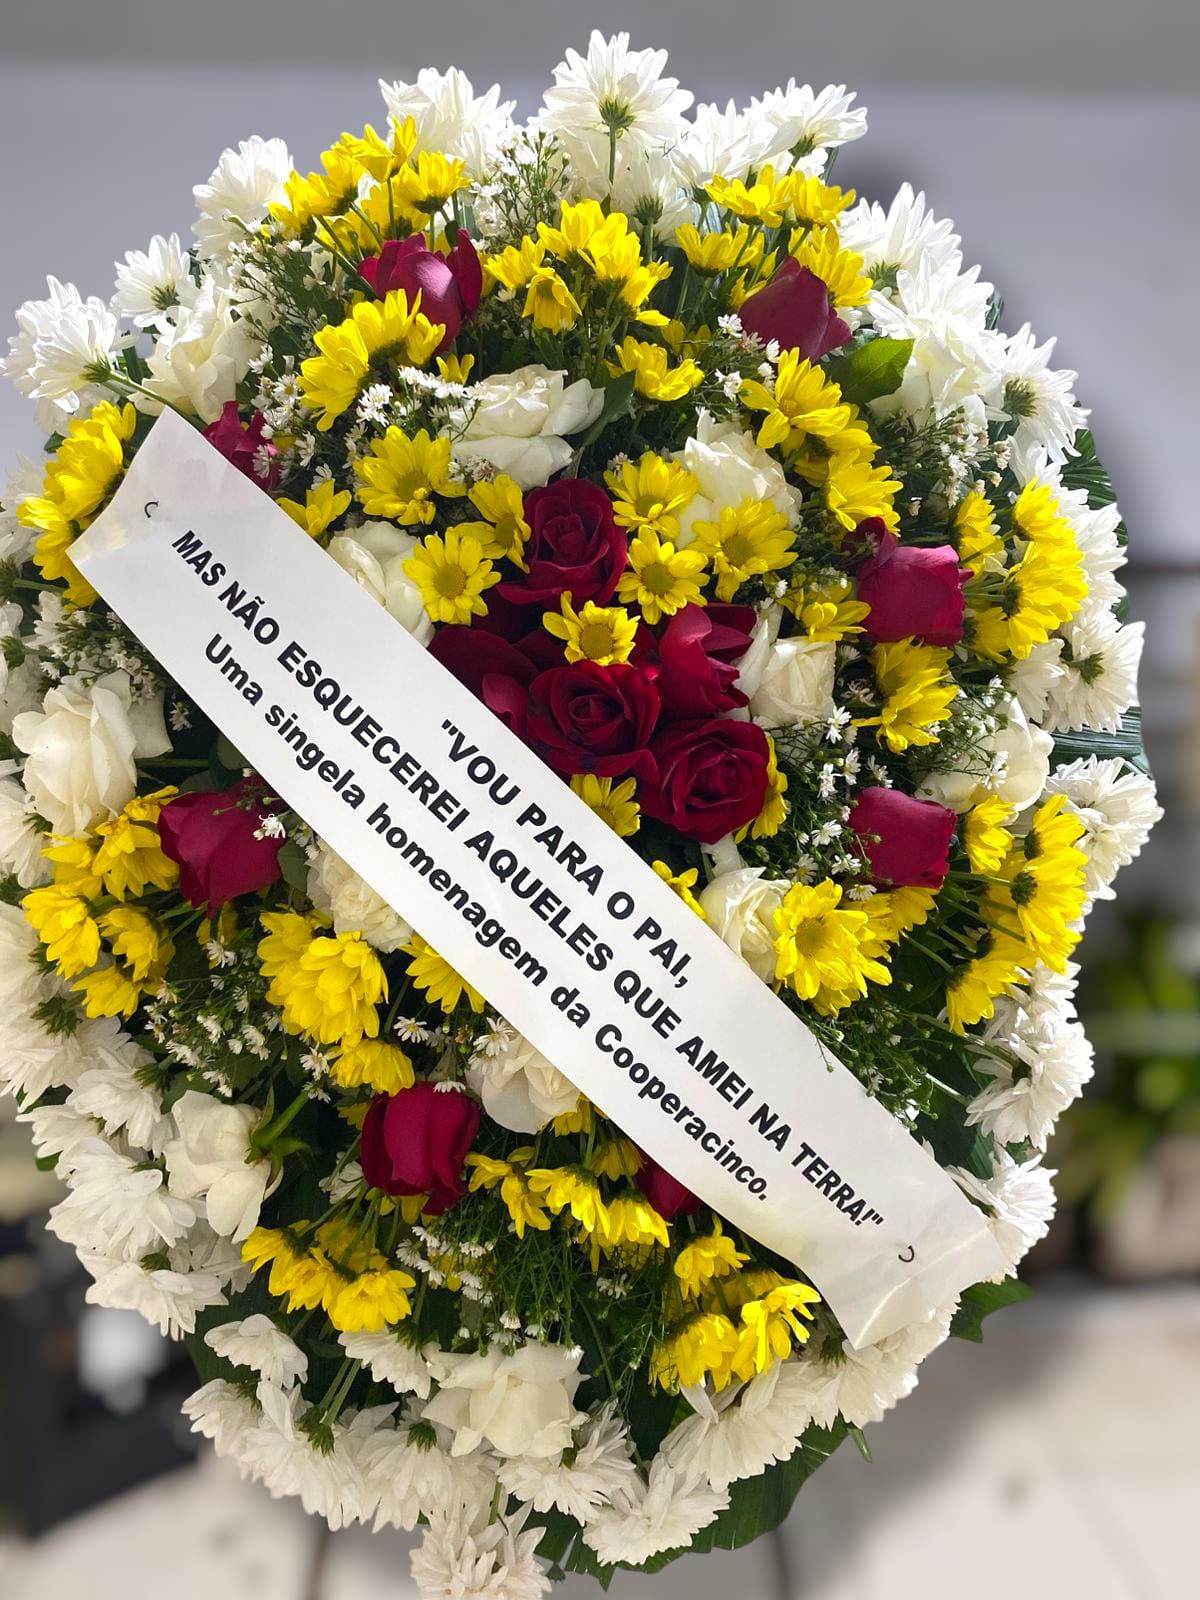 "VOU PARA O PAI,
MAS NÃO ESQUECEREI AQUELES QUE AMEI NA TERRA!"
Uma singela homenagem da Cooperacinco.